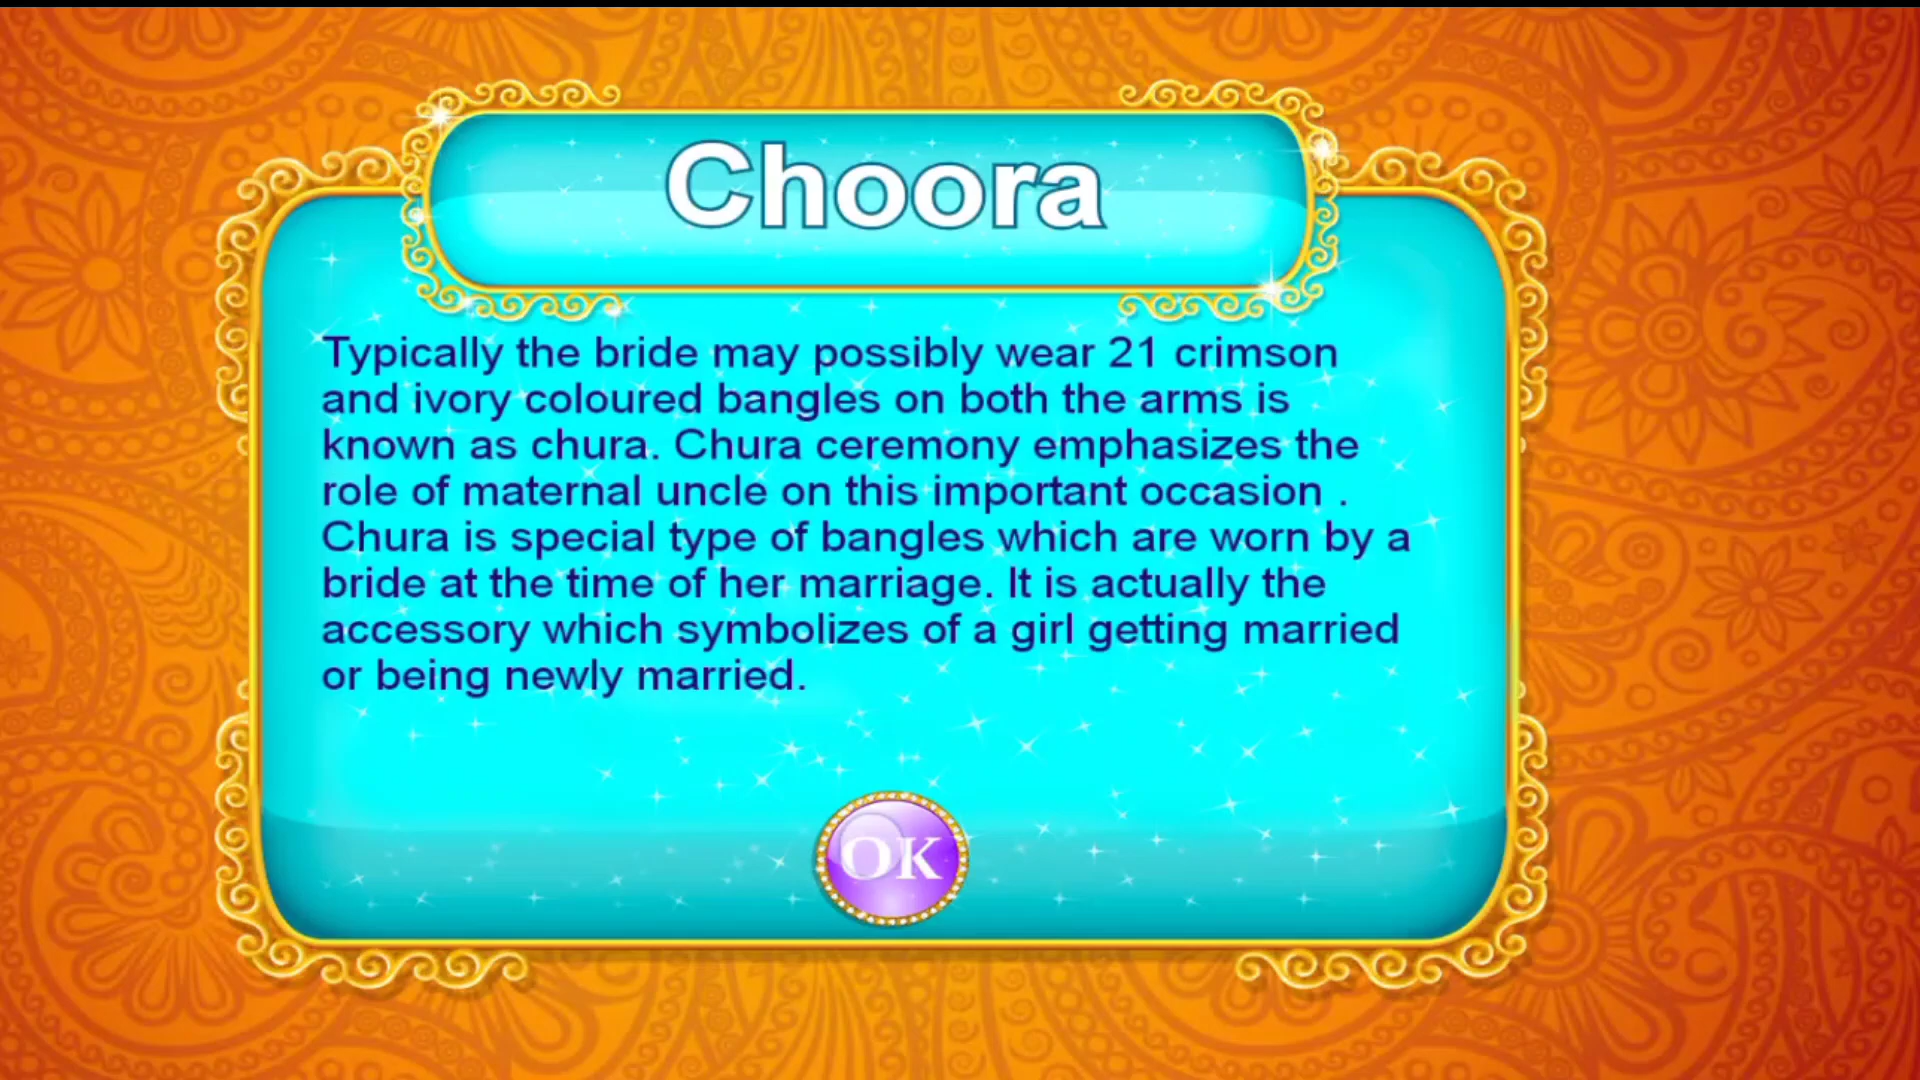 Choora
Typically the bride may possibly wear 21 crimson
and ivory coloured bangles on both the arms is
known as chura. Chura ceremony emphasizes the
role of maternal uncle on this important occasion .
Chura is special type of bangles which are worn by a
bride at the time of her marriage. It is actually the
accessory which symbolizes of a girl getting married
or being newly married.
OK